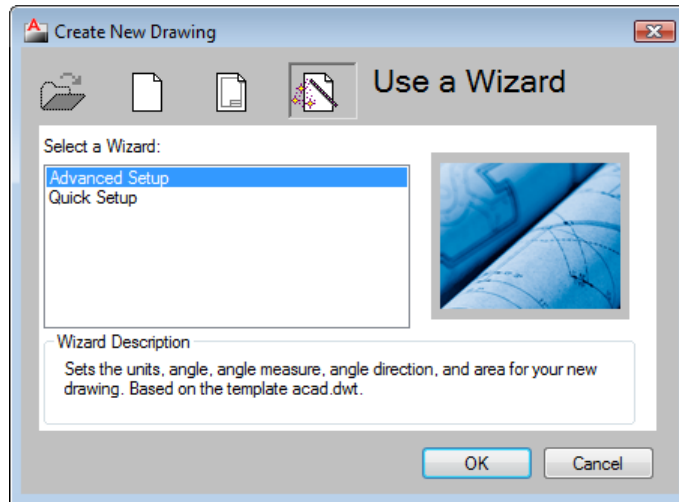 Create New Drawing
Use a Wizard
Select a Wizard:
Advanced Setup
Quick Setup
Wizard Description
Sets the units, angle, angle measure, angle direction, and area for your new
drawing. Based on the template acad.dwt.
OK
Cancel